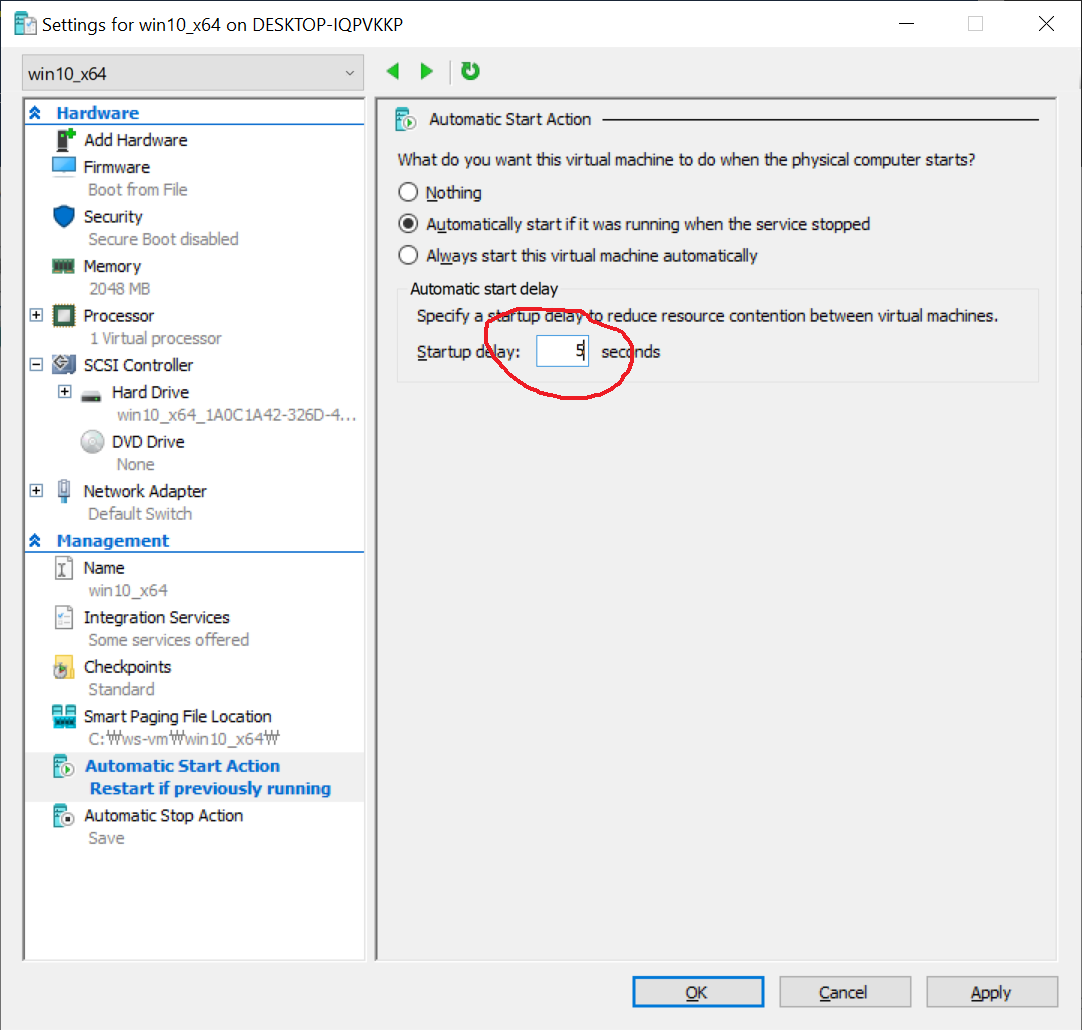 Settings for win10_x64 on DESKTOP-IQPVKKP
win10_x64
Hardware
Add Hardware
Firmware
Boot from File
Security
Secure Boot disabled
Memory
2048 MB
Processor
1 Virtual processor
SCSI Controller
Hard Drive
win10_x64_1A0C1A42-326D-4...
DVD Drive
None
Network Adapter
Default Switch
Management
Name
win10_x64
Integration Services
Some services offered
Checkpoints
Standard
Smart Paging File Location
C:₩ws-vm₩win10_x64₩
Automatic Start Action
Restart if previously running
Automatic Stop Action
Save
Automatic Start Action
What do you want this virtual machine to do when the physical computer starts?
Nothing
Automatically start if it was running when the service stopped
Always start this virtual machine automatically
Automatic start delay
Specify a startup delay to reduce resource contention between virtual machines.
Startup delay: 5 seconds
OK Cancel Apply